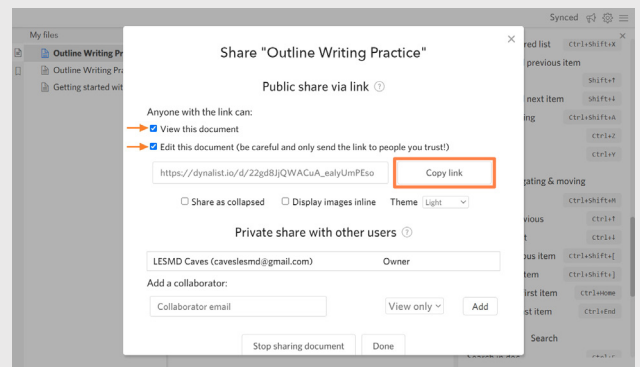 Synced
My files
Outline Writing Pr
Outline Writing Pra
Getting started wit
Share "Outline Writing Practice"
Public share via link
Anyone with the link can:
View this document
Edit this document (be careful and only send the link to people you trust!)
https://dynalist.io/d/22gd8JjQWACuA_ealyUmPEso
Copy link
Share as collapsed Display images inline Theme Light
Private share with other users
LESMD Caves (caveslesmd@gmail.com) Owner
Add a collaborator:
Collaborator email View only Add
Stop sharing document Done
red list Ctrl+Shift+X
previous item
Shift+↑
next item Shift+↓
ng Ctrl+Shift+A
Ctrl+Z
Ctrl+Y
gating & moving
Ctrl+Shift+M
vious Ctrl+↑
t Ctrl+↓
ous item Ctrl+Shift+[
tem Ctrl+Shift+]
irst item Ctrl+Home
st item Ctrl+End
Search